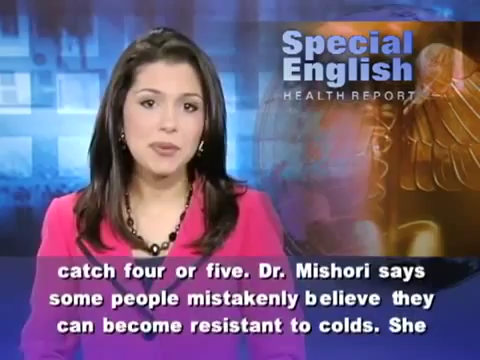 Special
English
HEALTH REPORT
catch four or five. Dr. Mishori says
some people mistakenly believe they
can become resistant to colds. She